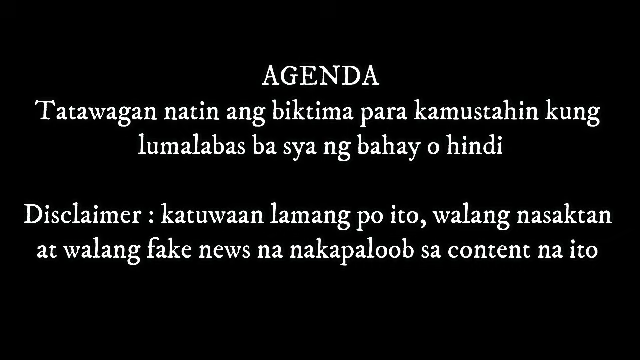 AGENDA
Tatawagan natin ang biktima para kamustahin kung
lumalabas ba sya ng bahay o hindi
Disclaimer : katuwaan lamang po ito, walang nasaktan
at walang fake news na nakapaloob sa content na ito